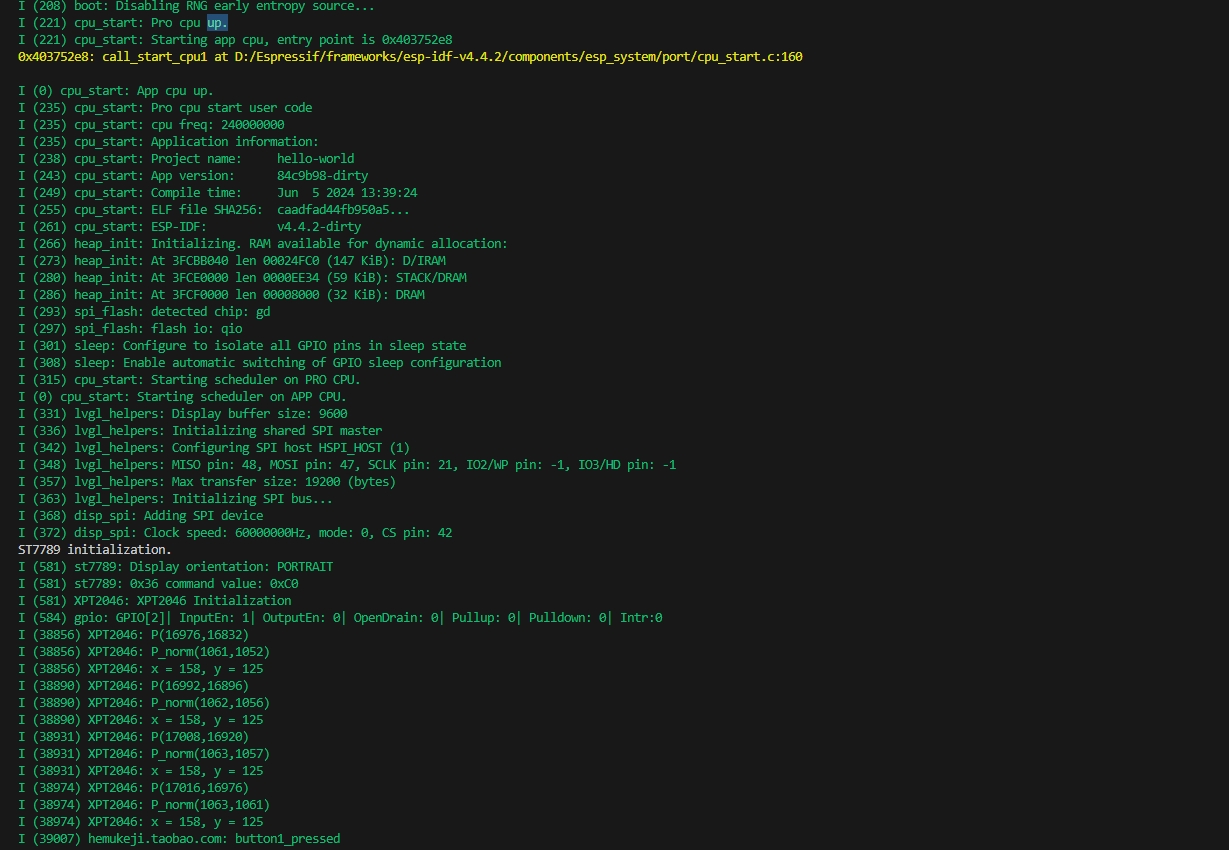 I (208) boot: Disabling RNG early entropy source...
I (221) cpu_start: Pro cpu up.
I (221) cpu_start: Starting app cpu, entry point is 0x403752e8
0x403752e8: call_start_cpu1 at D:/Espressif/frameworks/esp-idf-v4.4.2/components/esp_system/port/cpu_start.c:160
I (0) cpu_start: App cpu up.
I (235) cpu_start: Pro cpu start user code
I (235) cpu_start: cpu freq: 240000000
I (235) cpu_start: Application information:
I (238) cpu_start: Project name:     hello-world
I (243) cpu_start: App version:      84c9b98-dirty
I (249) cpu_start: Compile time:     Jun  5 2024 13:39:24
I (255) cpu_start: ELF file SHA256:  caadfad44fb950a5...
I (261) cpu_start: ESP-IDF:          v4.4.2-dirty
I (266) heap_init: Initializing. RAM available for dynamic allocation:
I (273) heap_init: At 3FCBB040 len 00024FC0 (147 KiB): D/IRAM
I (280) heap_init: At 3FCE0000 len 0000EE34 (59 KiB): STACK/DRAM
I (286) heap_init: At 3FCF0000 len 00008000 (32 KiB): DRAM
I (293) spi_flash: detected chip: gd
I (297) spi_flash: flash io: qio
I (301) sleep: Configure to isolate all GPIO pins in sleep state
I (308) sleep: Enable automatic switching of GPIO sleep configuration
I (315) cpu_start: Starting scheduler on PRO CPU.
I (0) cpu_start: Starting scheduler on APP CPU.
I (331) lvgl_helpers: Display buffer size: 9600
I (336) lvgl_helpers: Initializing shared SPI master
I (342) lvgl_helpers: Configuring SPI host HSPI_HOST (1)
I (348) lvgl_helpers: MISO pin: 48, MOSI pin: 47, SCLK pin: 21, IO2/WP pin: -1, IO3/HD pin: -1
I (357) lvgl_helpers: Max transfer size: 19200 (bytes)
I (363) lvgl_helpers: Initializing SPI bus...
I (368) disp_spi: Adding SPI device
I (372) disp_spi: Clock speed: 60000000Hz, mode: 0, CS pin: 42
ST7789 initialization.
I (581) st7789: Display orientation: PORTRAIT
I (581) st7789: 0x36 command value: 0xC0
I (581) XPT2046: XPT2046 Initialization
I (584) gpio: GPIO[2]| InputEn: 1| OutputEn: 0| OpenDrain: 0| Pullup: 0| Pulldown: 0| Intr:0
I (38856) XPT2046: P(16976,16832)
I (38856) XPT2046: P_norm(1061,1052)
I (38856) XPT2046: x = 158, y = 125
I (38890) XPT2046: P(16992,16896)
I (38890) XPT2046: P_norm(1062,1056)
I (38890) XPT2046: x = 158, y = 125
I (38931) XPT2046: P(17008,16920)
I (38931) XPT2046: P_norm(1063,1057)
I (38931) XPT2046: x = 158, y = 125
I (38974) XPT2046: P(17016,16976)
I (38974) XPT2046: P_norm(1063,1061)
I (38974) XPT2046: x = 158, y = 125
I (39007) hemukeji.taobao.com: button1_pressed